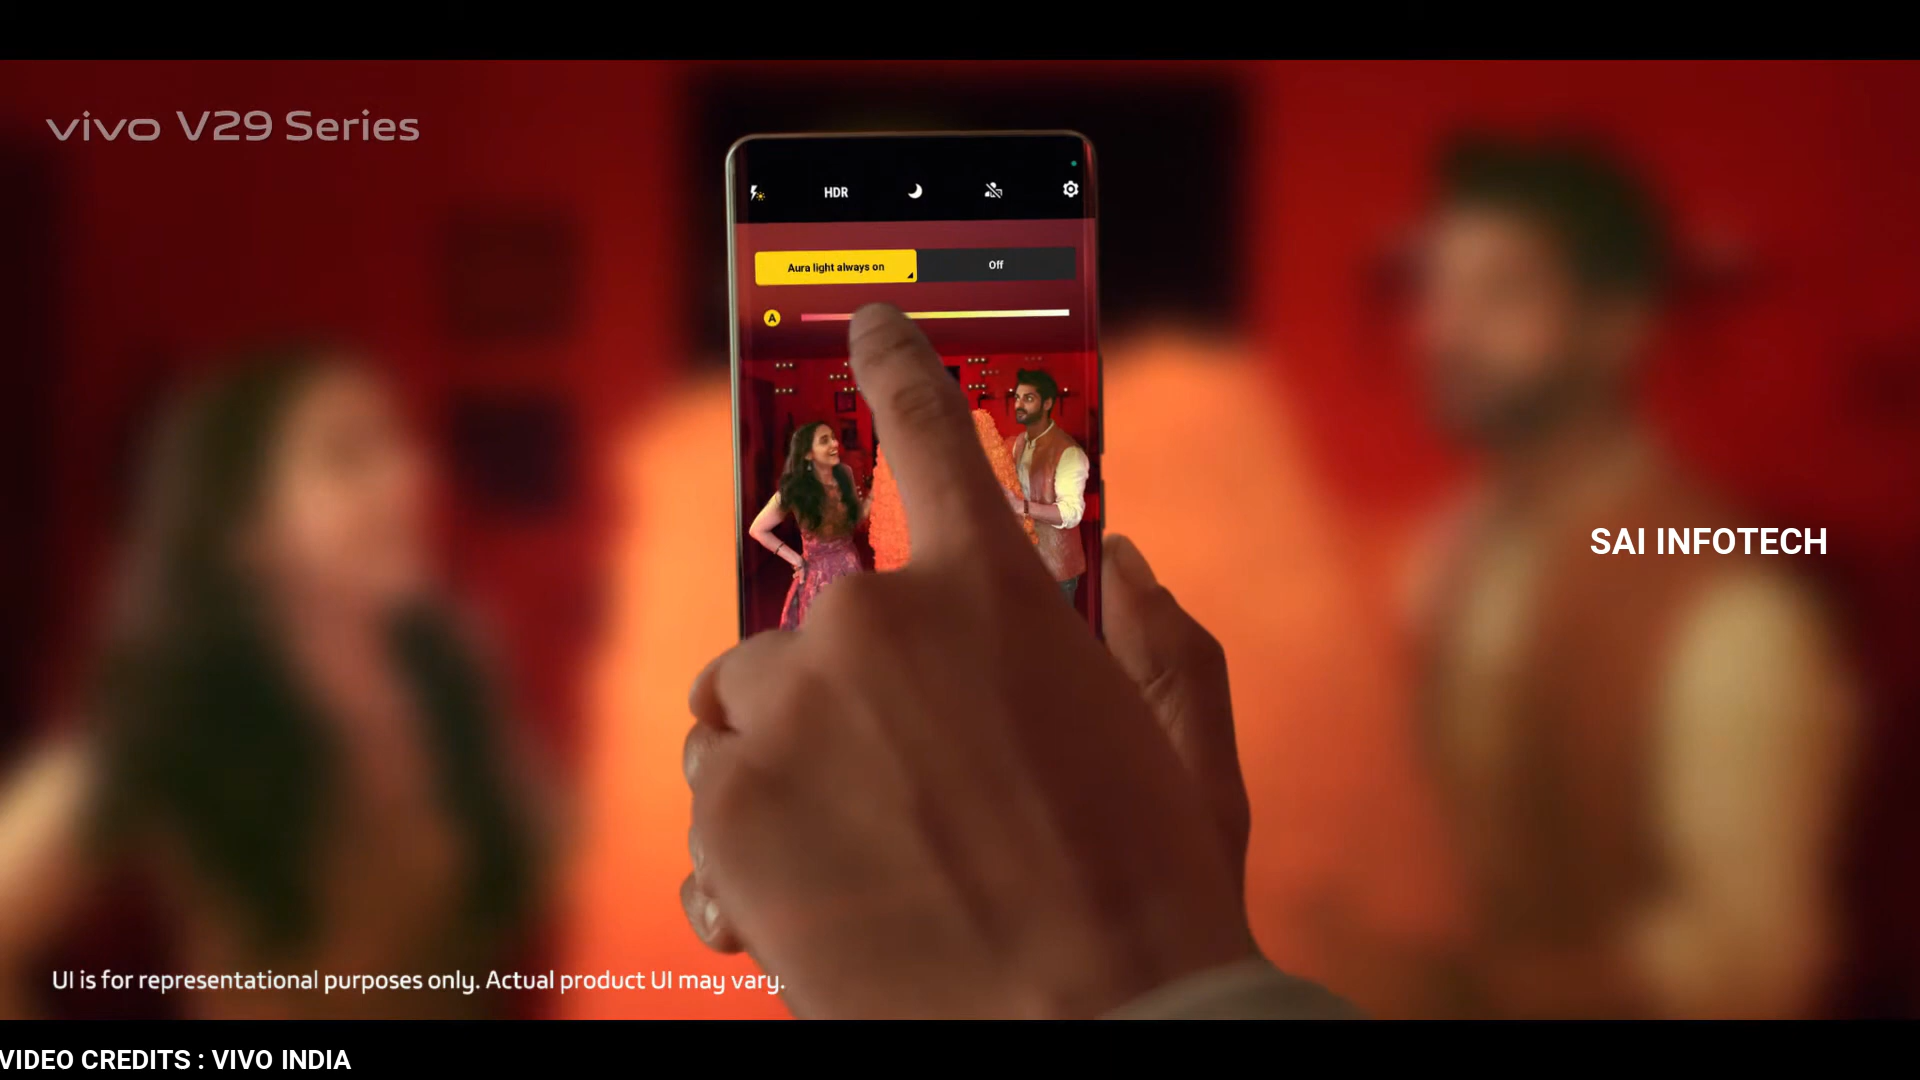 vivo V29 Series
HDR
Aura light always on
Off
A
SAI INFOTECH
UI is for representational purposes only. Actual product UI may vary.
VIDEO CREDITS : VIVO INDIA